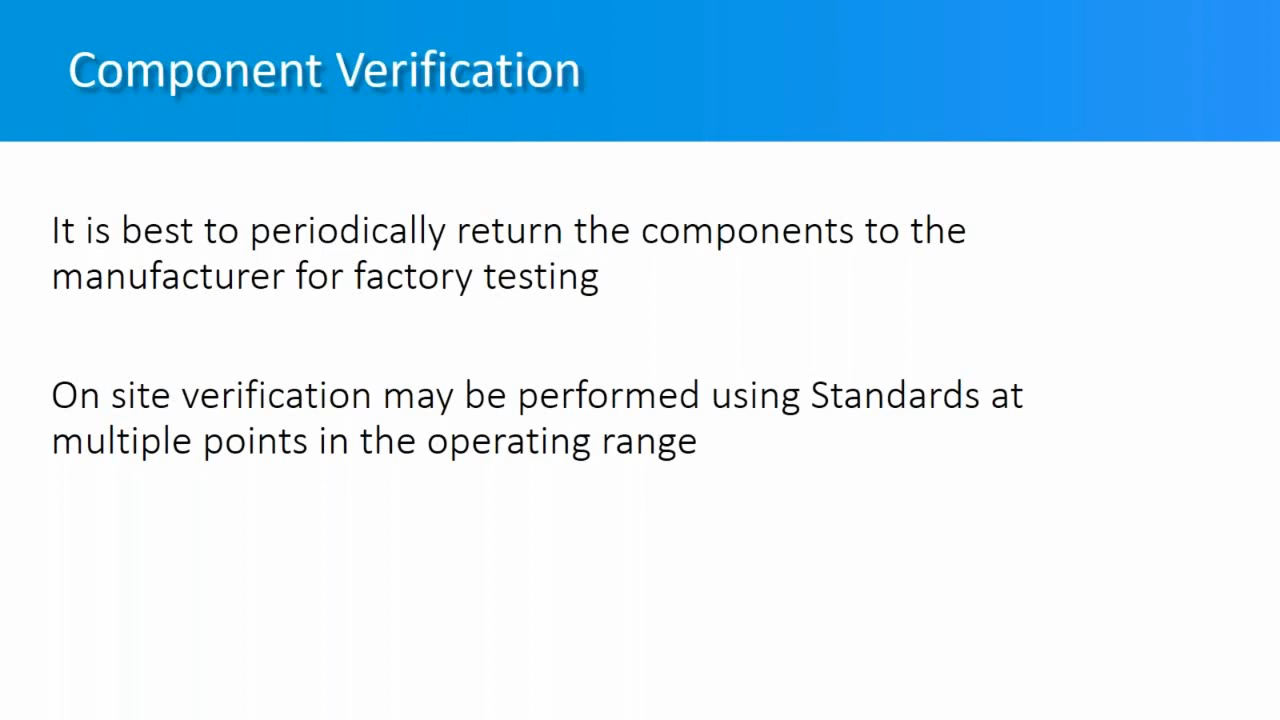 Component Verification
It is best to periodically return the components to the
manufacturer for factory testing
On site verification may be performed using Standards at
multiple points in the operating range